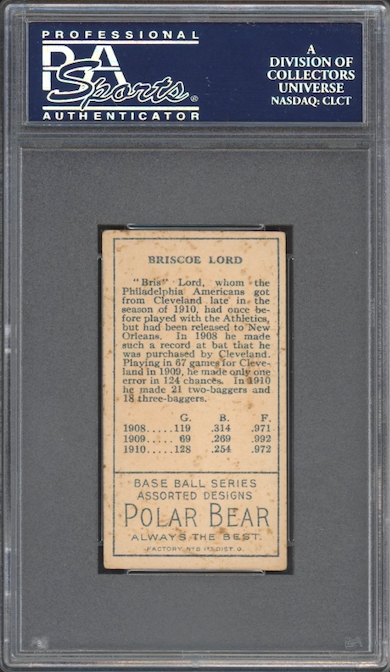 PROFESSIONAL
PSA
Sports®
AUTHENTICATOR
A
DIVISION OF
COLLECTORS
UNIVERSE
NASDAQ: CLCT
BRISCOE LORD
"Bris" Lord, whom the
Philadelphia Americans got
from Cleveland late in the
season of 1910, had once be-
fore played with the Athletics,
but had been released to New
Orleans. In 1908 he made
such a record at bat that he
was purchased by Cleveland.
Playing in 67 games for Cleve-
land in 1909, he made only one
error in 124 chances. In 1910
he made 21 two-baggers and
18 three-baggers.
G. B. F.
1908.....119 .314 .971
1909.....69 .269 .992
1910.....128 .254 .972
BASE BALL SERIES
ASSORTED DESIGNS
POLAR BEAR
ALWAYS THE BEST.
FACTORY NO 6 1ST DIST. O.